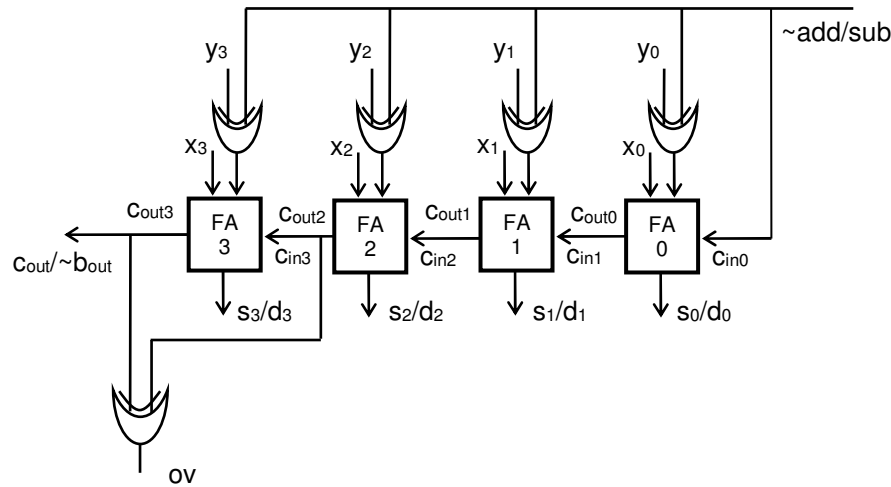 ~add/sub
y3 y2 y1 y0
x3 x2 x1 x0
cout3 FA 3 cout2 FA 2 cout1 FA 1 cout0 FA 0
cin3 cin2 cin1 cin0
cout/~bout
s3/d3 s2/d2 s1/d1 s0/d0
ov